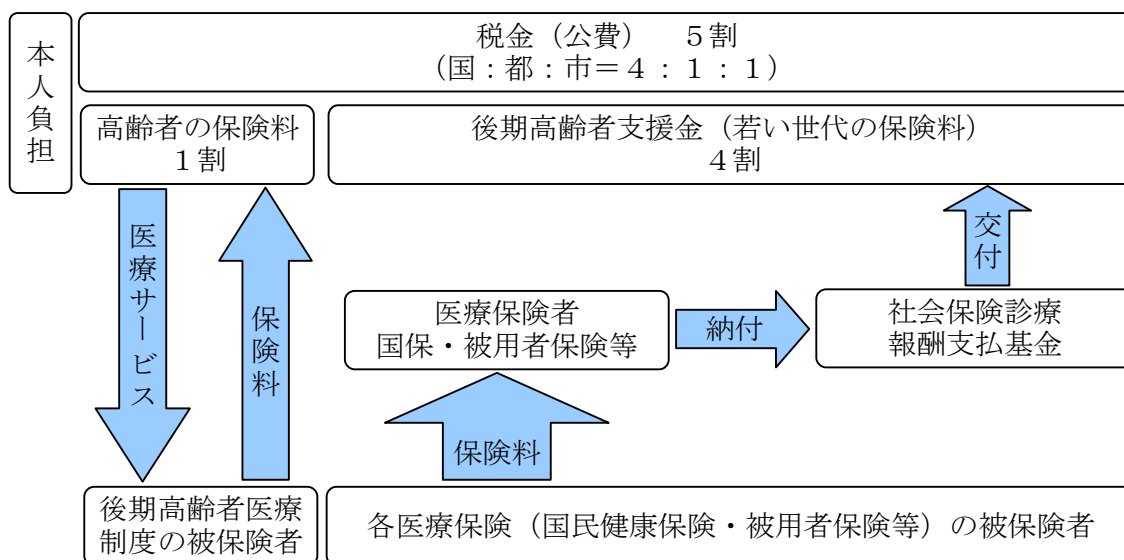 本人負担
税金（公費）　５割
（国：都：市＝４：１：１）
高齢者の保険料
１割
後期高齢者支援金（若い世代の保険料）
４割
医療サービス
保険料
交付
医療保険者
国保・被用者保険等
納付
社会保険診療
報酬支払基金
保険料
後期高齢者医療
制度の被保険者
各医療保険（国民健康保険・被用者保険等）の被保険者